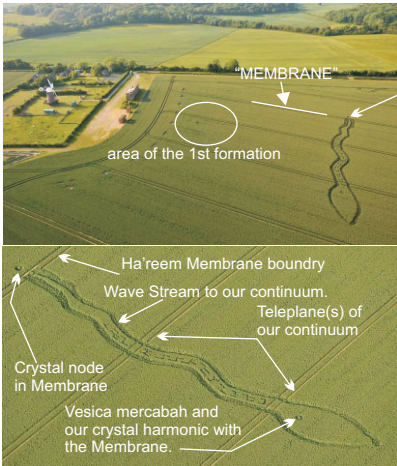 “MEMBRANE”
area of the 1st formation
Ha’reem Membrane boundry
Wave Stream to our continuum.
Teleplane(s) of
our continuum
Crystal node
in Membrane
Vesica mercabah and
our crystal harmonic with
the Membrane.